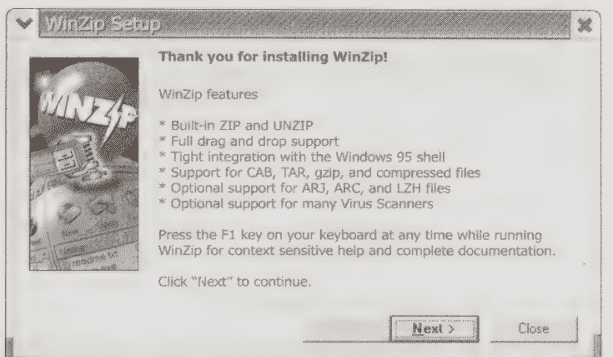 WinZip Setup
Thank you for installing WinZip!
WINZIP
WinZip features
* Built-in ZIP and UNZIP
* Full drag and drop support
* Tight integration with the Windows 95 shell
* Support for CAB, TAR, gzip, and compressed files
* Optional support for ARJ, ARC, and LZH files
* Optional support for many Virus Scanners
readme.txt
Press the F1 key on your keyboard at any time while running
WinZip for context sensitive help and complete documentation.
Click "Next" to continue.
Next >
Close